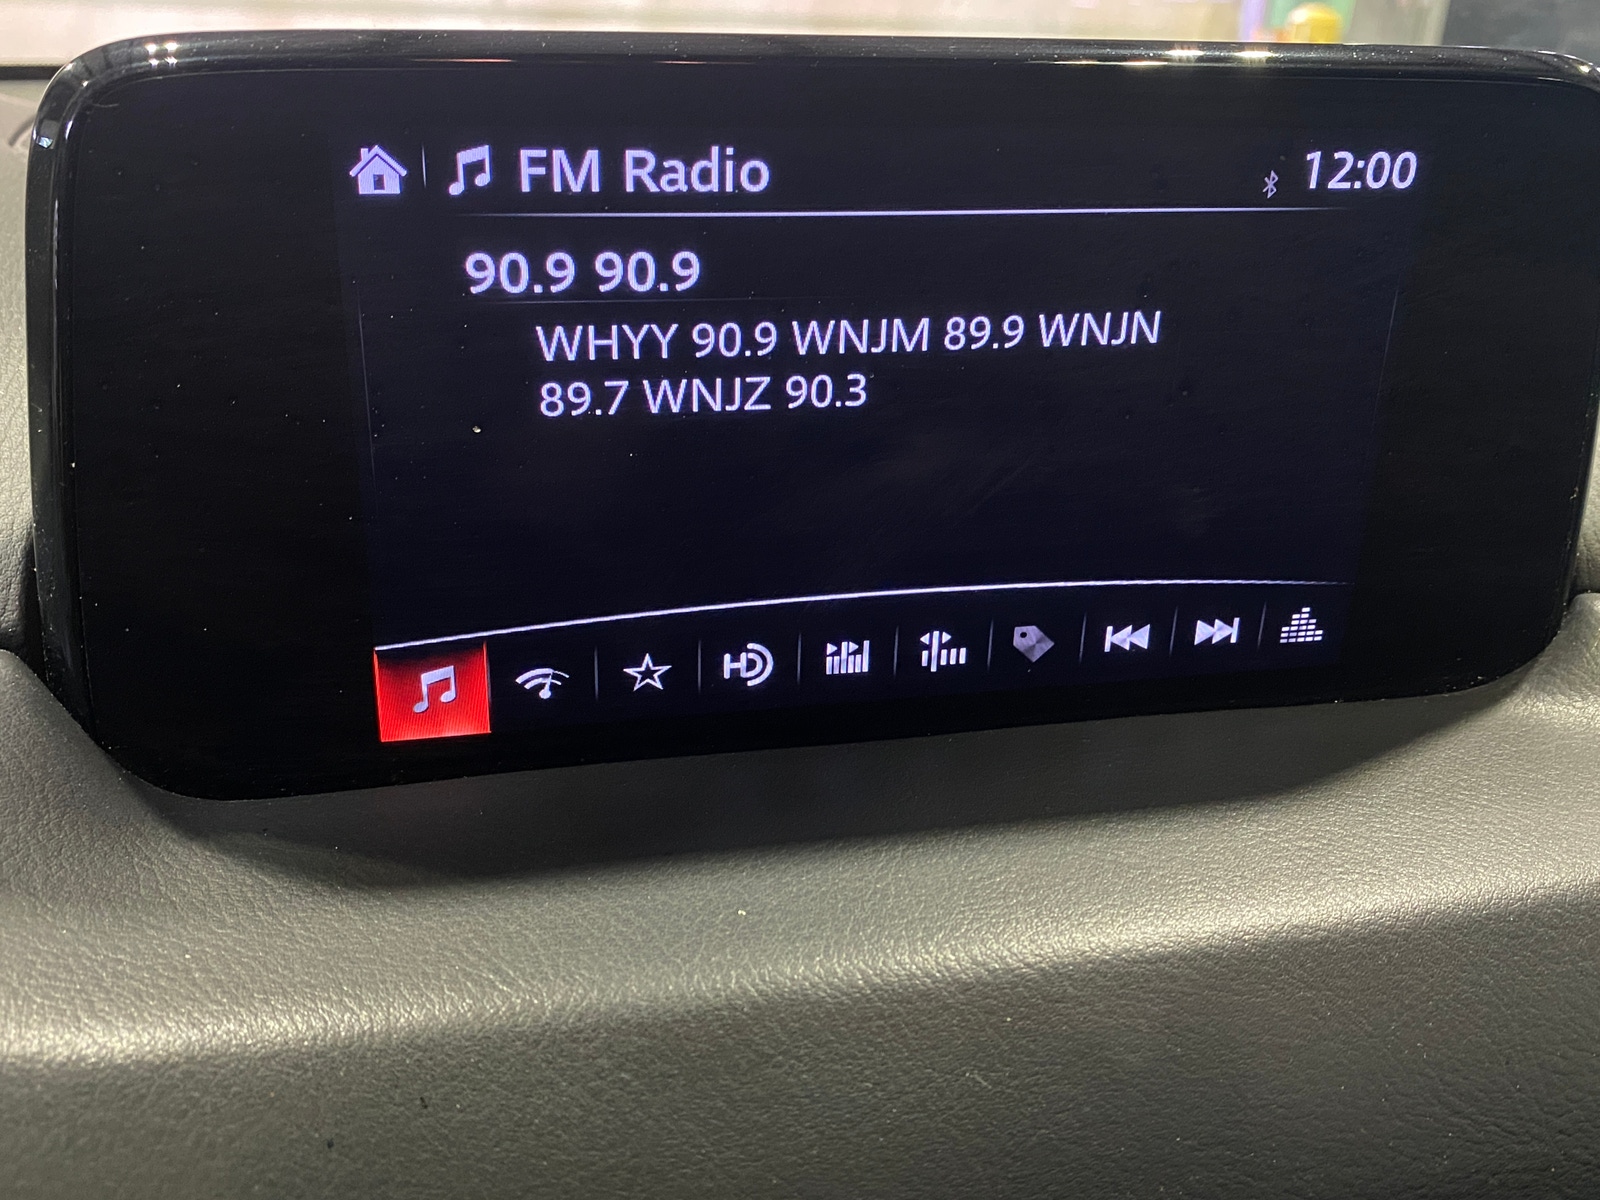 FM Radio
12:00
90.9 90.9
WHYY 90.9 WNJM 89.9 WNJN
89.7 WNJZ 90.3
HD